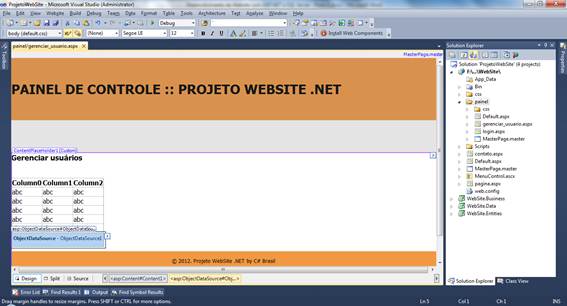 ProjetoWebSite - Microsoft Visual Studio (Administrator)
File Edit View Website Build Debug Team Data Format Table Tools Architecture Test Analyze Window Help
Debug
body (default.css) (None) Segoe UI 12 Install Web Components
painel/gerenciar_usuario.aspx
MasterPage.master
PAINEL DE CONTROLE :: PROJETO WEBSITE .NET
ContentPlaceHolder1 (Custom)
Gerenciar usuários
Column0 Column1 Column2
abc abc abc
abc abc abc
abc abc abc
abc abc abc
asp:ObjectDataSource#ObjectDataSou...
ObjectDataSource - ObjectDataSource1
© 2012. Projeto WebSite .NET by C# Brasil
Design Split Source <asp:Content#Content1> <asp:ObjectDataSource#Obj...>
Error List Find Results 1 Output Find Symbol Results
Drag margin handles to resize margins. Press SHIFT or CTRL for more options.
Ln 5 Col 1 Ch 1 INS
Toolbox
Solution Explorer
Solution 'ProjetoWebSite' (4 projects)
F:\...\WebSite\
App_Data
Bin
css
painel
css
Default.aspx
gerenciar_usuario.aspx
login.aspx
MasterPage.master
Scripts
contato.aspx
Default.aspx
MasterPage.master
MenuControl.ascx
pagina.aspx
web.config
WebSite.Business
WebSite.Data
WebSite.Entities
Solution Explorer Class View